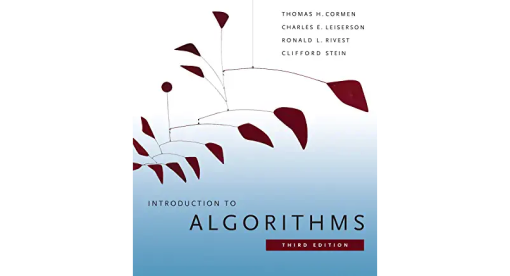 THOMAS H. CORMEN
CHARLES E. LEISERSON
RONALD L. RIVEST
CLIFFORD STEIN
INTRODUCTION TO
ALGORITHMS
THIRD EDITION